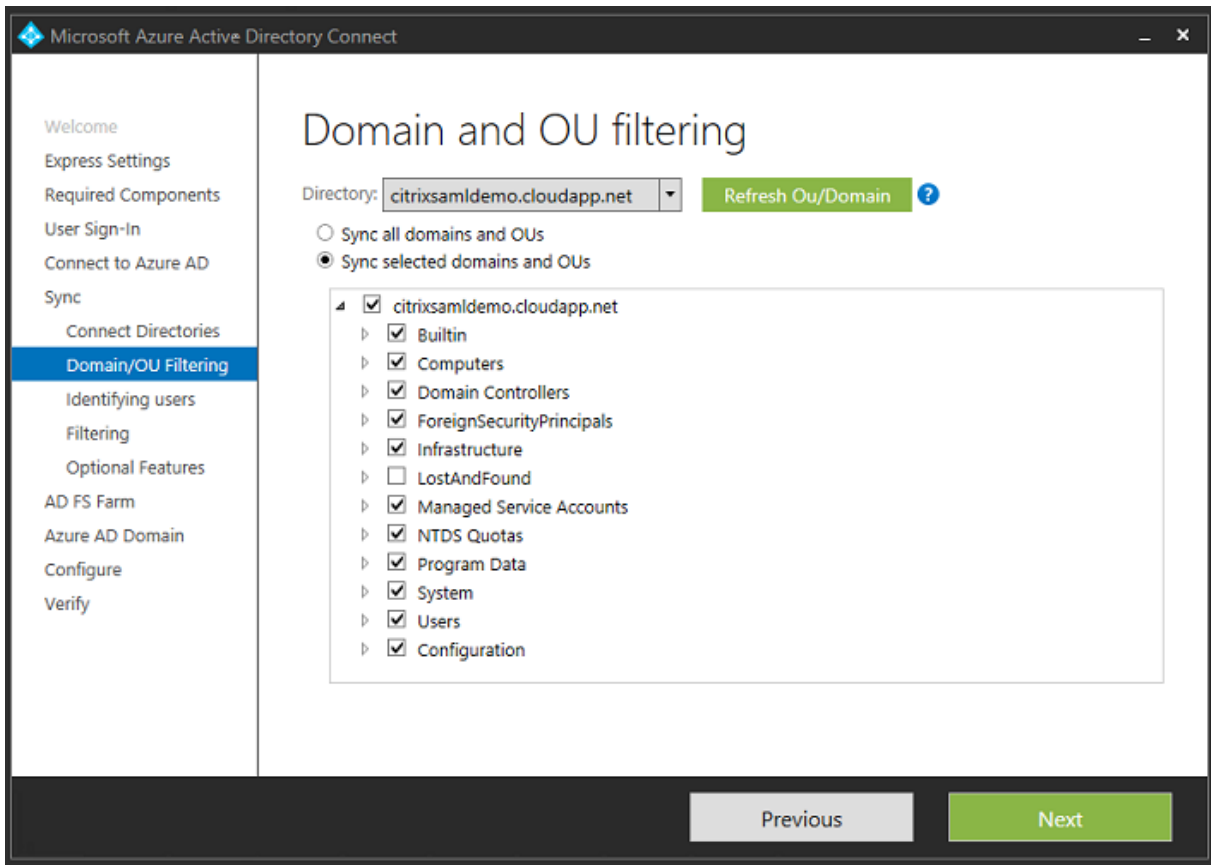 Microsoft Azure Active Directory Connect
Welcome
Express Settings
Required Components
User Sign-In
Connect to Azure AD
Sync
Connect Directories
Domain/OU Filtering
Identifying users
Filtering
Optional Features
AD FS Farm
Azure AD Domain
Configure
Verify
Domain and OU filtering
Directory: citrixsamldemo.cloudapp.net Refresh Ou/Domain ?
Sync all domains and OUs
Sync selected domains and OUs
citrixsamldemo.cloudapp.net
Builtin
Computers
Domain Controllers
ForeignSecurityPrincipals
Infrastructure
LostAndFound
Managed Service Accounts
NTDS Quotas
Program Data
System
Users
Configuration
Previous Next